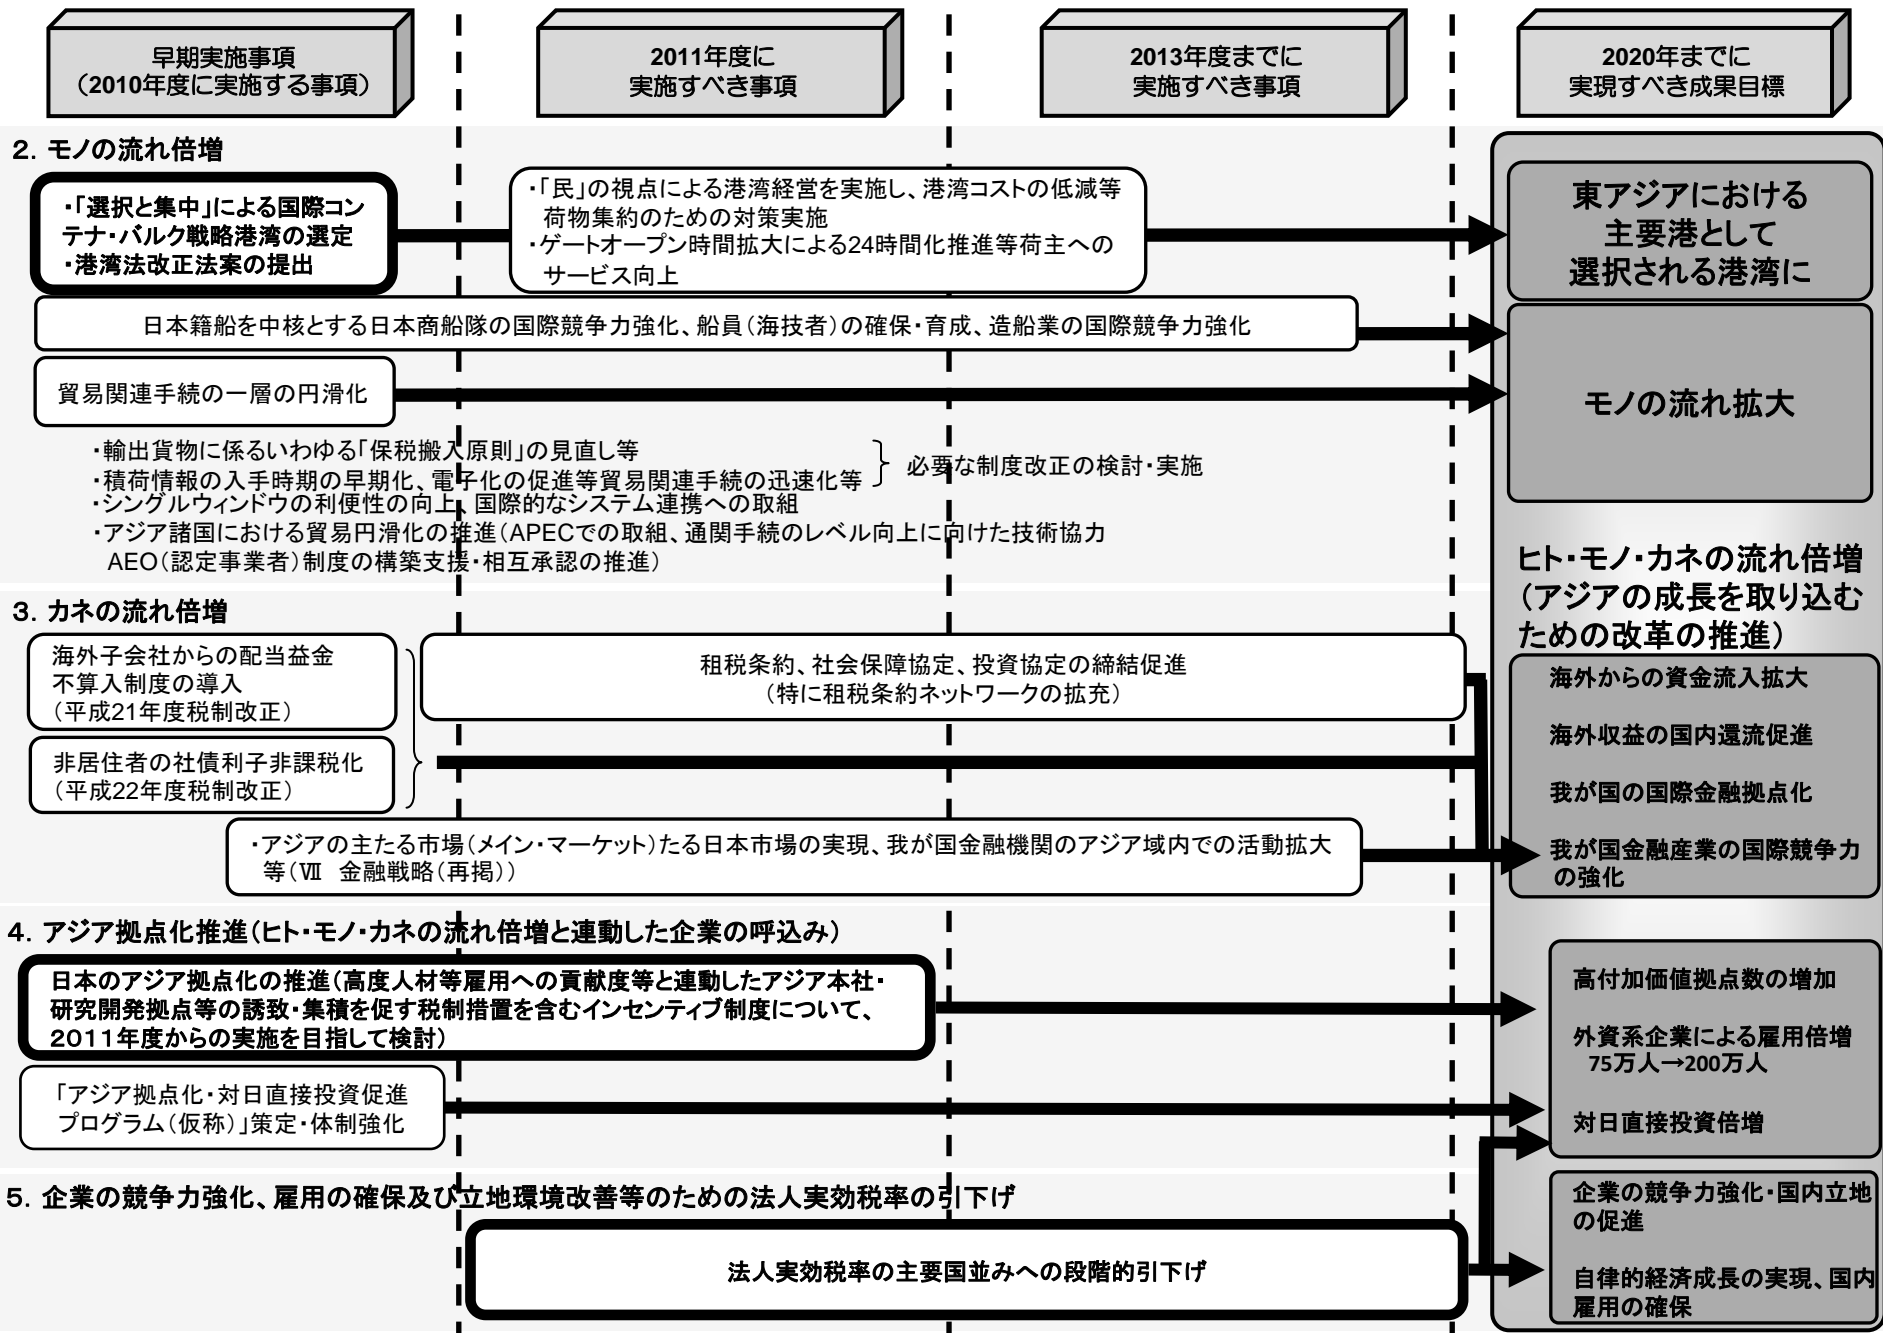 早期実施事項
（2010年度に実施する事項）
2011年度に
実施すべき事項
2013年度までに
実施すべき事項
2020年までに
実現すべき成果目標
２．モノの流れ倍増
・「選択と集中」による国際コン
テナ・バルク戦略港湾の選定
・港湾法改正法案の提出
・「民」の視点による港湾経営を実施し、港湾コストの低減等
荷物集約のための対策実施
・ゲートオープン時間拡大による24時間化推進等荷主への
サービス向上
東アジアにおける
主要港として
選択される港湾に
日本籍船を中核とする日本商船隊の国際競争力強化、船員（海技者）の確保・育成、造船業の国際競争力強化
貿易関連手続の一層の円滑化
モノの流れ拡大
・輸出貨物に係るいわゆる「保税搬入原則」の見直し等
・積荷情報の入手時期の早期化、電子化の促進等貿易関連手続の迅速化等
必要な制度改正の検討・実施
・シングルウィンドウの利便性の向上、国際的なシステム連携への取組
・アジア諸国における貿易円滑化の推進（APECでの取組、通関手続のレベル向上に向けた技術協力
AEO（認定事業者）制度の構築支援・相互承認の推進）
ヒト・モノ・カネの流れ倍増
（アジアの成長を取り込む
ための改革の推進）
３．カネの流れ倍増
海外子会社からの配当益金
不算入制度の導入
（平成21年度税制改正）
租税条約、社会保障協定、投資協定の締結促進
（特に租税条約ネットワークの拡充）
非居住者の社債利子非課税化
（平成22年度税制改正）
・アジアの主たる市場（メイン・マーケット）たる日本市場の実現、我が国金融機関のアジア域内での活動拡大
等（Ⅶ　金融戦略（再掲））
海外からの資金流入拡大
海外収益の国内還流促進
我が国の国際金融拠点化
我が国金融産業の国際競争力
の強化
４．アジア拠点化推進（ヒト・モノ・カネの流れ倍増と連動した企業の呼込み）
日本のアジア拠点化の推進（高度人材等雇用への貢献度等と連動したアジア本社・
研究開発拠点等の誘致・集積を促す税制措置を含むインセンティブ制度について、
２０１１年度からの実施を目指して検討）
「アジア拠点化・対日直接投資促進
プログラム（仮称）」策定・体制強化
高付加価値拠点数の増加
外資系企業による雇用倍増
75万人→200万人
対日直接投資倍増
５．企業の競争力強化、雇用の確保及び立地環境改善等のための法人実効税率の引下げ
法人実効税率の主要国並みへの段階的引下げ
企業の競争力強化・国内立地
の促進
自律的経済成長の実現、国内
雇用の確保